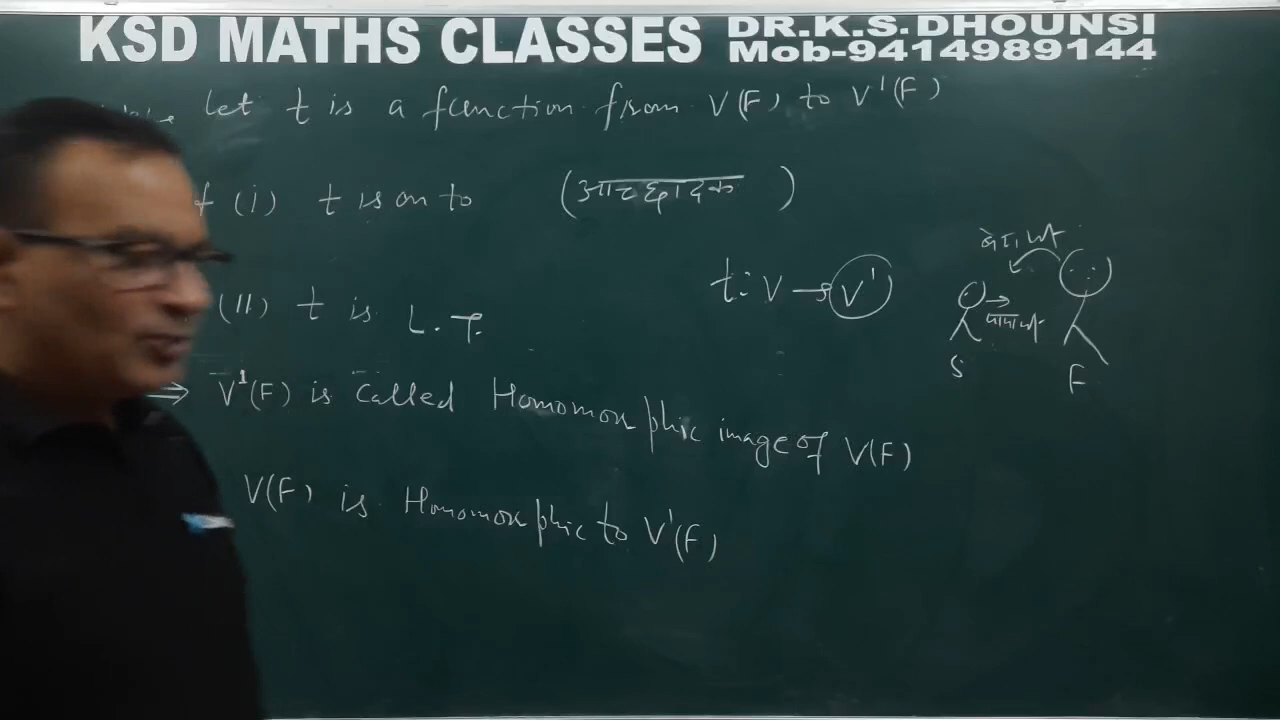 KSD MATHS CLASSES
DR.K.S.DHOUNSI
Mob-9414989144
let t is a function from V(F) to V'(F)
f (i) t is on to (आच्छादक)
t: V → V'
(II) t is L.T.
S
F
⇒ V'(F) is called Homomorphic image of V(F)
V(F) is Homomorphic to V'(F)